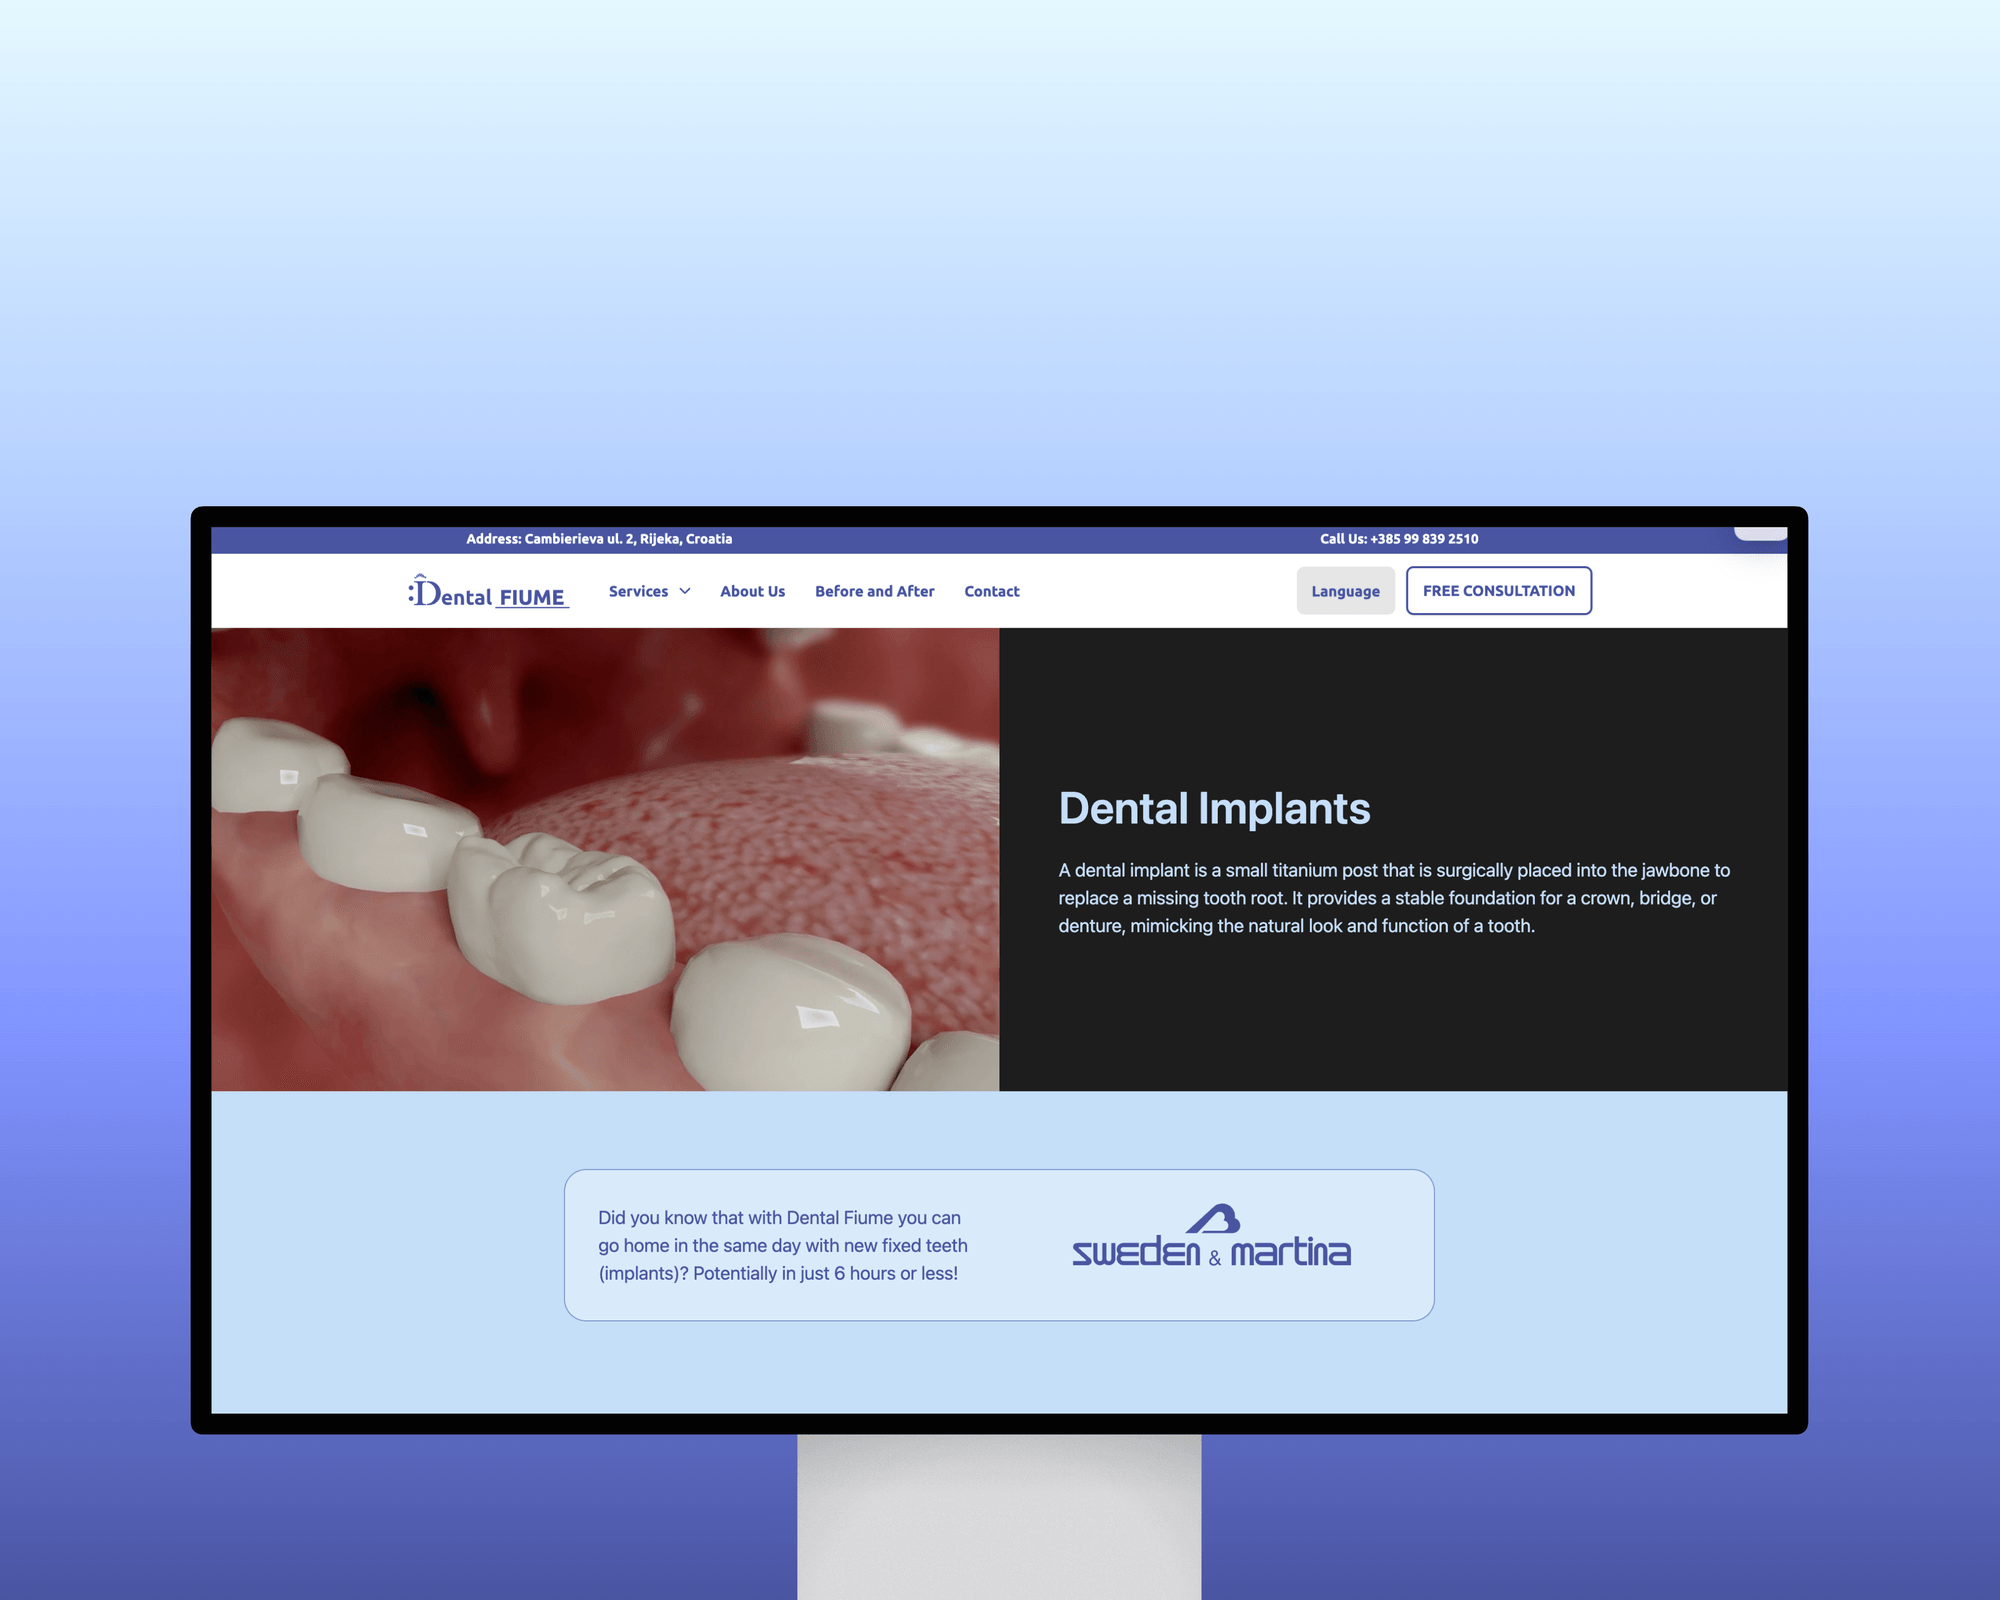 Address: Cambierieva ul. 2, Rijeka, Croatia
Call Us: +385 99 839 2510
:Dental FIUME
Services
About Us
Before and After
Contact
Language
FREE CONSULTATION
Dental Implants
A dental implant is a small titanium post that is surgically placed into the jawbone to
replace a missing tooth root. It provides a stable foundation for a crown, bridge, or
denture, mimicking the natural look and function of a tooth.
Did you know that with Dental Fiume you can
go home in the same day with new fixed teeth
(implants)? Potentially in just 6 hours or less!
sweden & martina